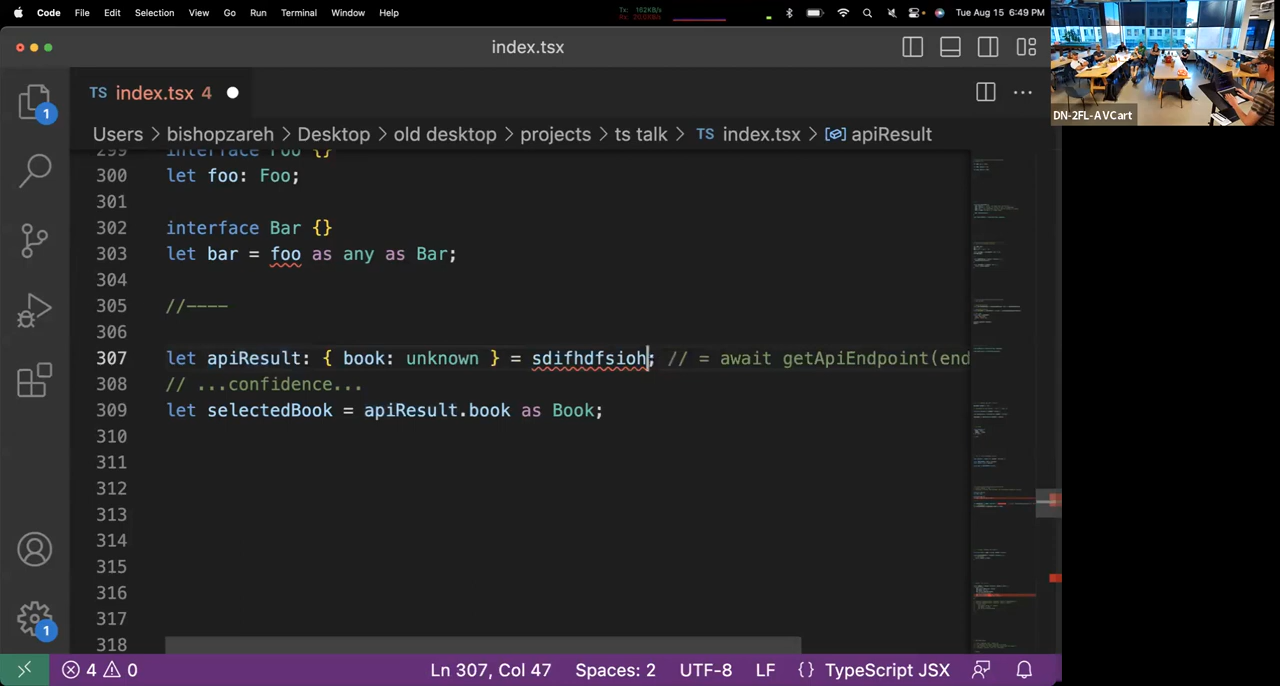 Code File Edit Selection View Go Run Terminal Window Help Tue Aug 15 6:49 PM
index.tsx
DN-2FL-AVCart
1
TS index.tsx 4
Users > bishopzareh > Desktop > old desktop > projects > ts talk > TS index.tsx > apiResult
299 interface Foo {}
300 let foo: Foo;
301
302 interface Bar {}
303 let bar = foo as any as Bar;
304
305 //----
306
307 let apiResult: { book: unknown } = sdifhdfsioh; // = await getApiEndpoint(end
308 // ...confidence...
309 let selectedBook = apiResult.book as Book;
310
311
312
313
314
315
316
317
318
1
4 0 Ln 307, Col 47 Spaces: 2 UTF-8 LF {} TypeScript JSX